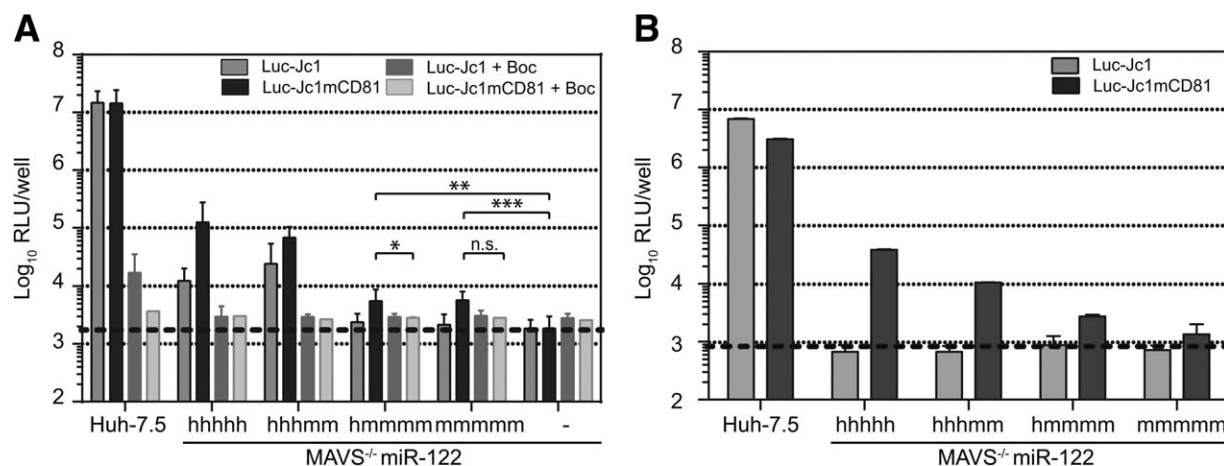 A
Log10 RLU/well
8
7
6
5
4
3
2
Luc-Jc1
Luc-Jc1mCD81
Luc-Jc1 + Boc
Luc-Jc1mCD81 + Boc
**
***
*
n.s.
Huh-7.5 hhhhh hhhmm hmmmm mmmmm -
MAVS-/- miR-122
B
Log10 RLU/well
8
7
6
5
4
3
2
Luc-Jc1
Luc-Jc1mCD81
Huh-7.5 hhhhh hhhmm hmmmm mmmmm
MAVS-/- miR-122